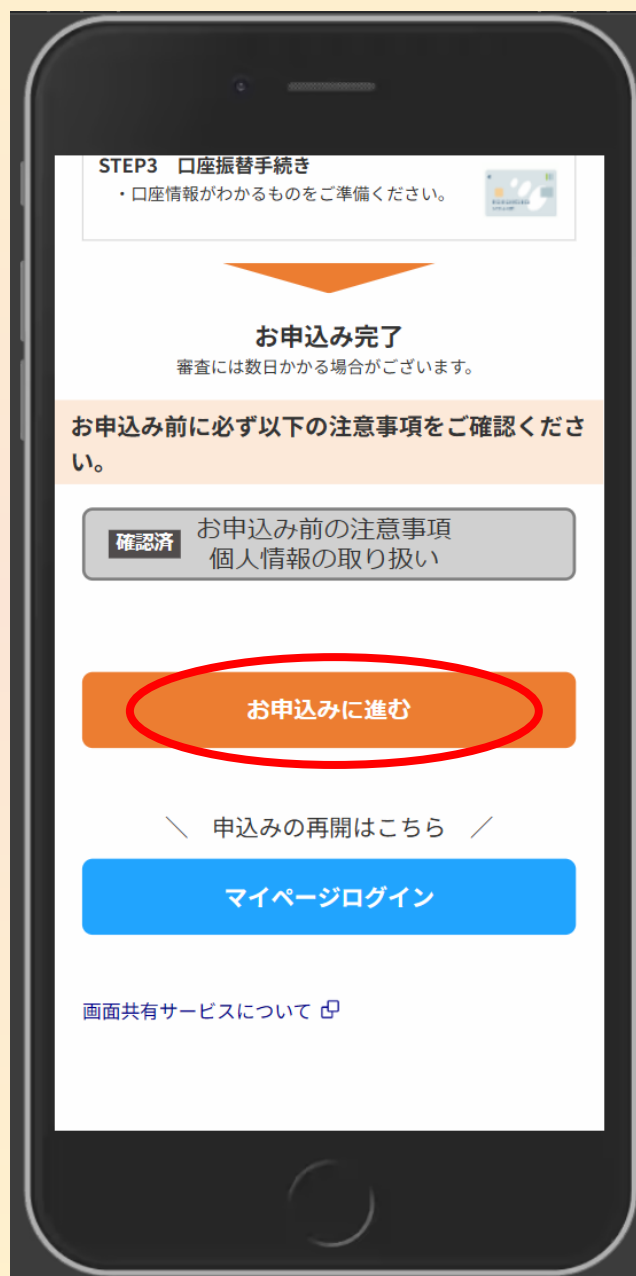 STEP3 口座振替手続き
・口座情報がわかるものをご準備ください。
お申込み完了
審査には数日かかる場合がございます。
お申込み前に必ず以下の注意事項をご確認くださ
い。
確認済 お申込み前の注意事項
個人情報の取り扱い
お申込みに進む
＼ 申込みの再開はこちら ／
マイページログイン
画面共有サービスについて